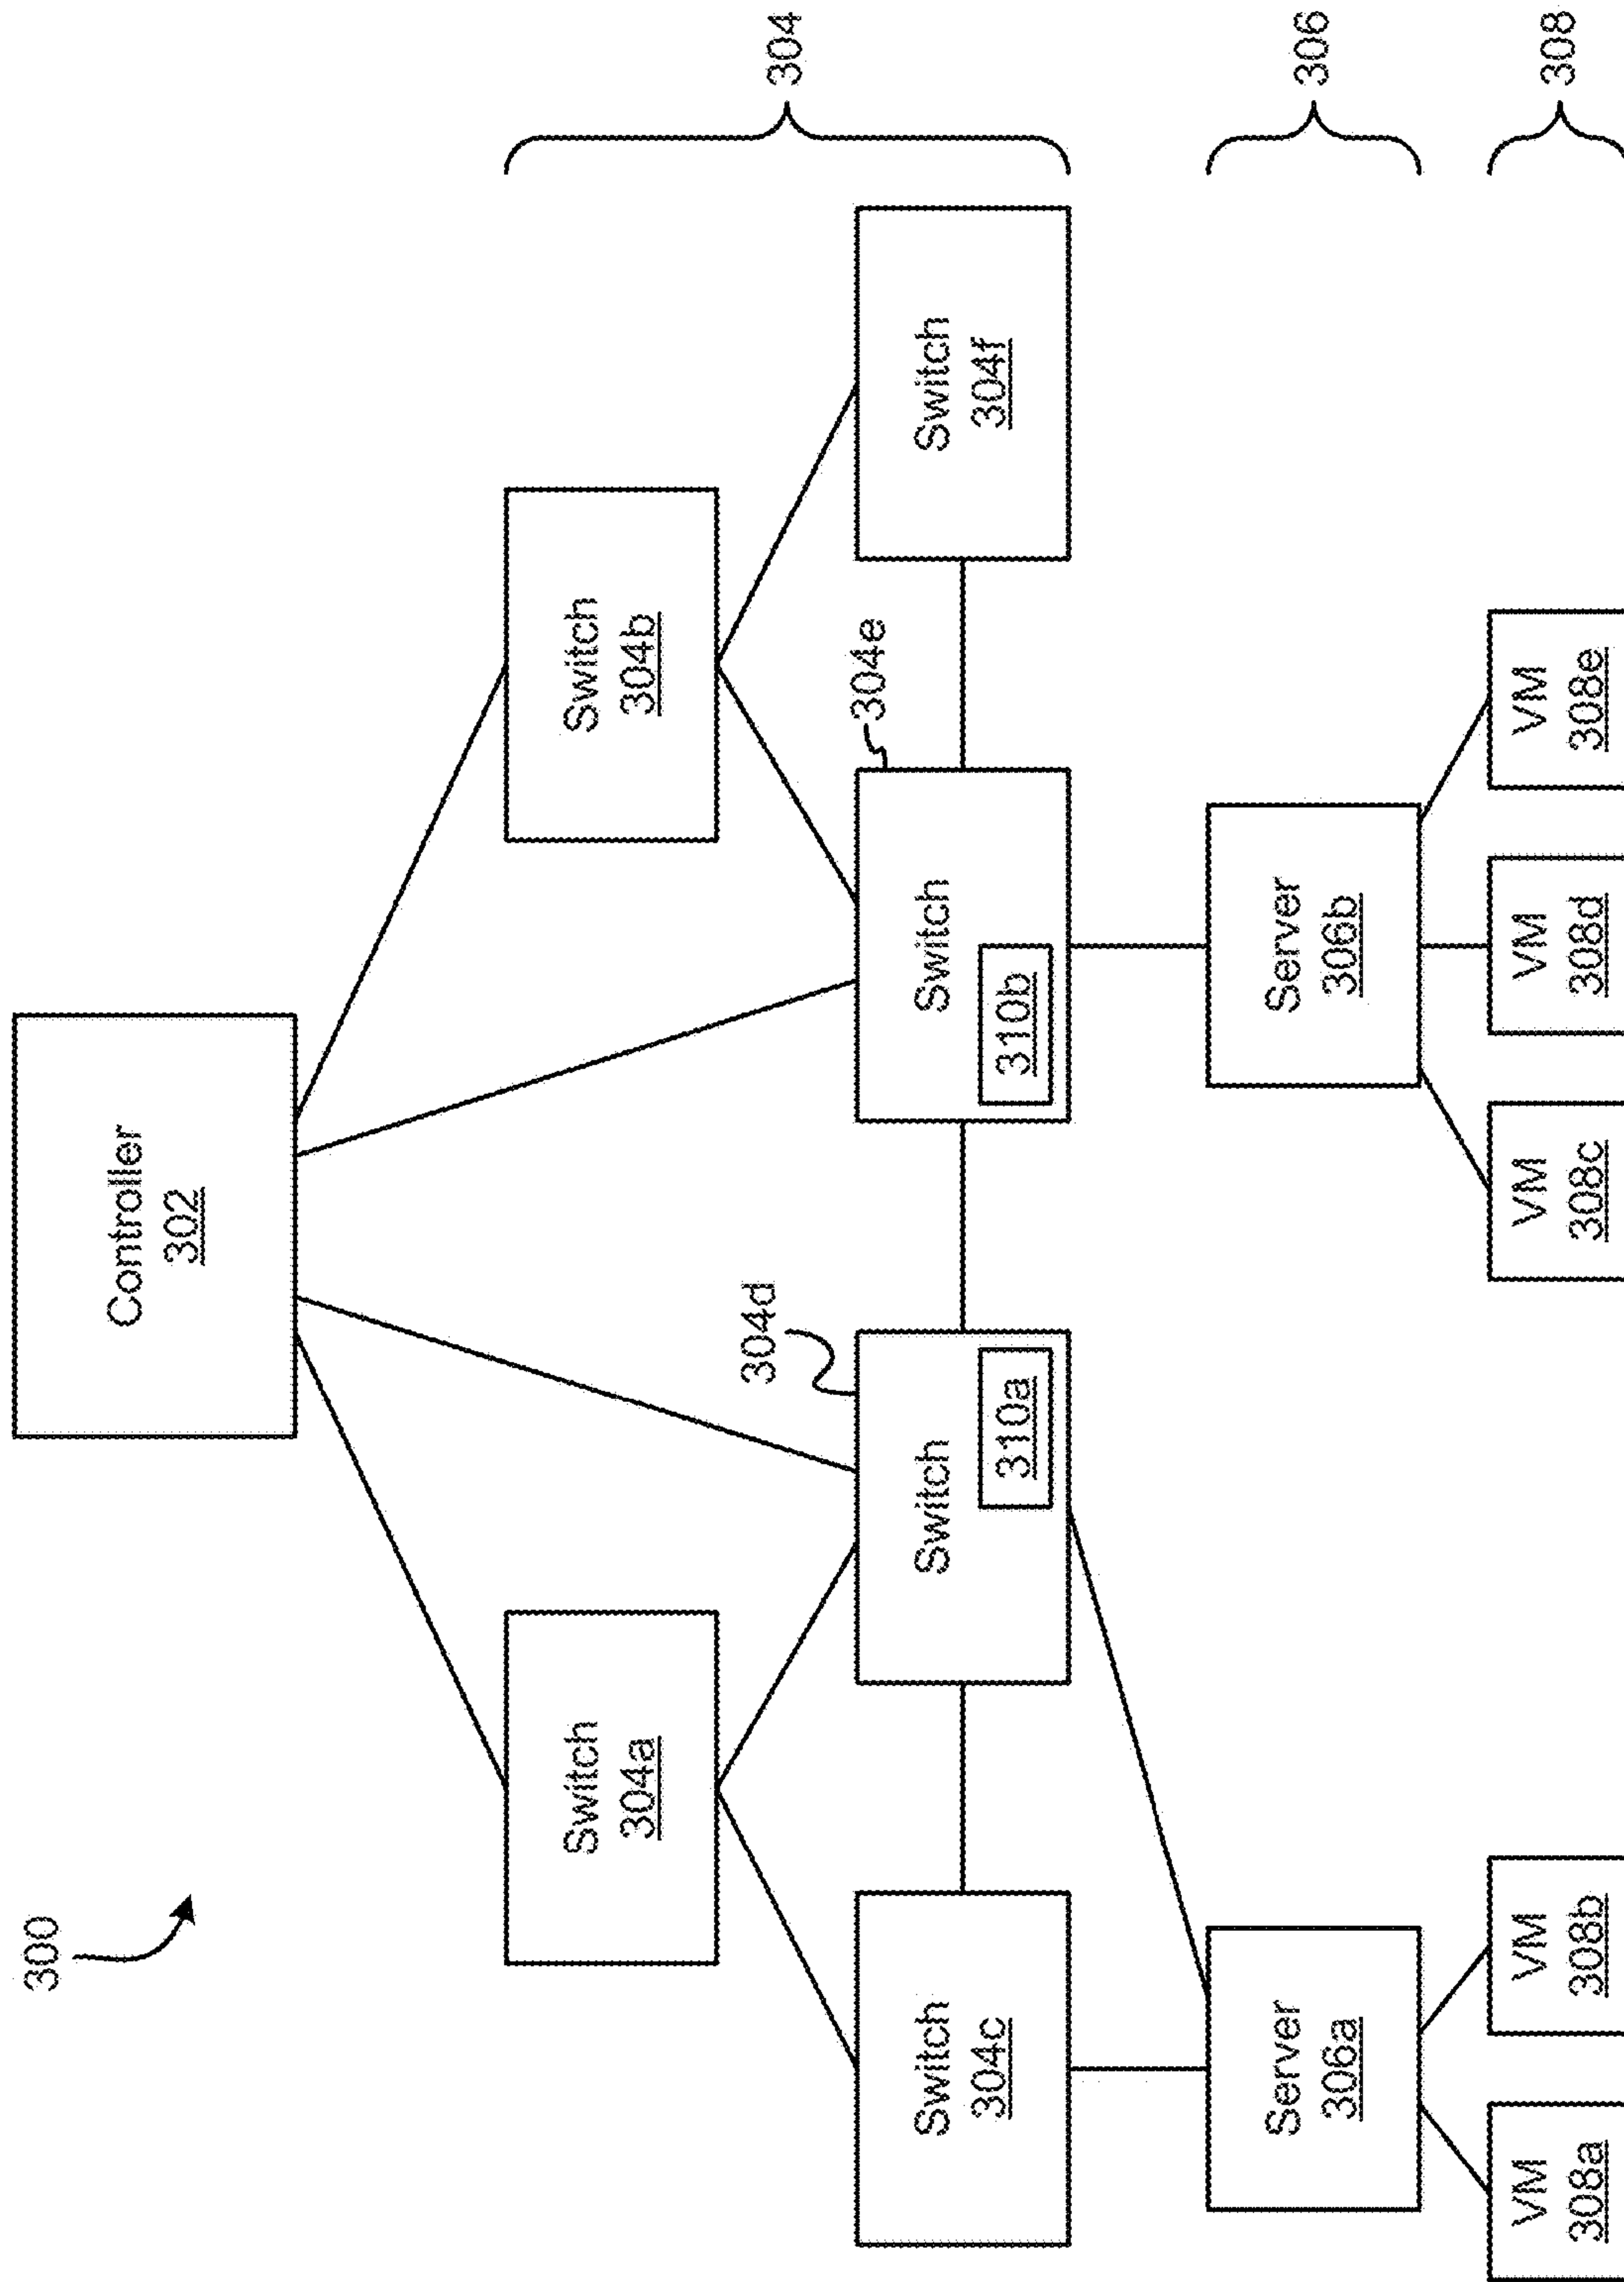 300
Controller
302
304
Switch
304a
Switch
304b
304d
304e
Switch
304c
Switch
310a
Switch
310b
Switch
304f
306
Server
306a
Server
306b
308
VM
308a
VM
308b
VM
308c
VM
308d
VM
308e